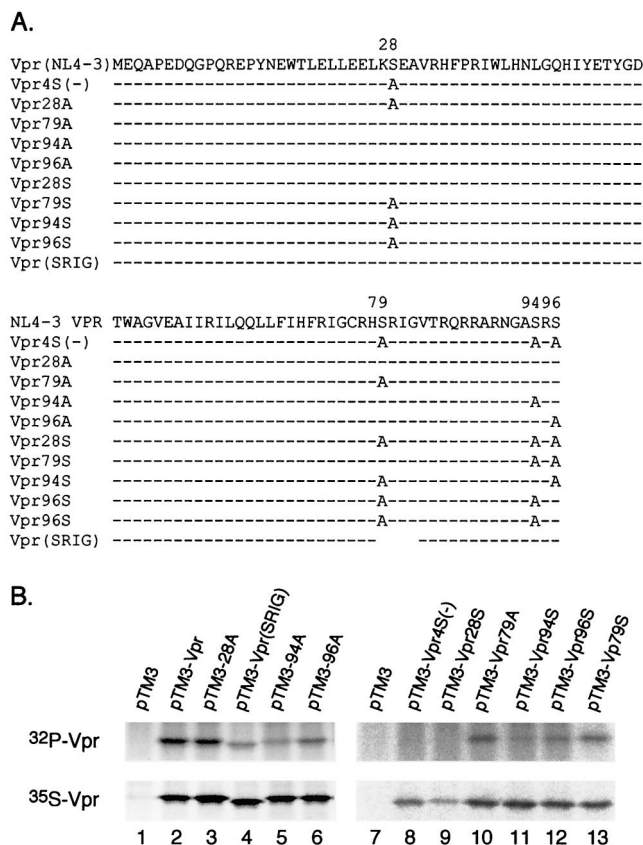 A.
28
Vpr(NL4-3) MEQAPEDQGPQREPYNEWTLELLEELKSEAVRHFPRIWLHNLGQHIYETYGD
Vpr4S(-) ---------------------------A------------------------
Vpr28A ---------------------------A------------------------
Vpr79A ----------------------------------------------------
Vpr94A ----------------------------------------------------
Vpr96A ----------------------------------------------------
Vpr28S ----------------------------------------------------
Vpr79S ---------------------------A------------------------
Vpr94S ---------------------------A------------------------
Vpr96S ---------------------------A------------------------
Vpr(SRIG) ----------------------------------------------------
79 9496
NL4-3 VPR TWAGVEAIIRILQQLLFIHFRIGCRHSRIGVTRQRRARNGASRS
Vpr4S(-) --------------------------A--------------A-A
Vpr28A --------------------------------------------
Vpr79A --------------------------A-----------------
Vpr94A -----------------------------------------A--
Vpr96A -------------------------------------------A
Vpr28S --------------------------A--------------A-A
Vpr79S -----------------------------------------A-A
Vpr94S --------------------------A----------------A
Vpr96S --------------------------A--------------A--
Vpr96S --------------------------A--------------A--
Vpr(SRIG) --------------------------    --------------
B.
pTM3 pTM3-Vpr pTM3-28A pTM3-Vpr(SRIG) pTM3-94A pTM3-96A pTM3 pTM3-Vpr4S(-) pTM3-Vpr28S pTM3-Vpr79A pTM3-Vpr94S pTM3-Vpr96S pTM3-Vp79S
32P-Vpr
35S-Vpr
1 2 3 4 5 6 7 8 9 10 11 12 13